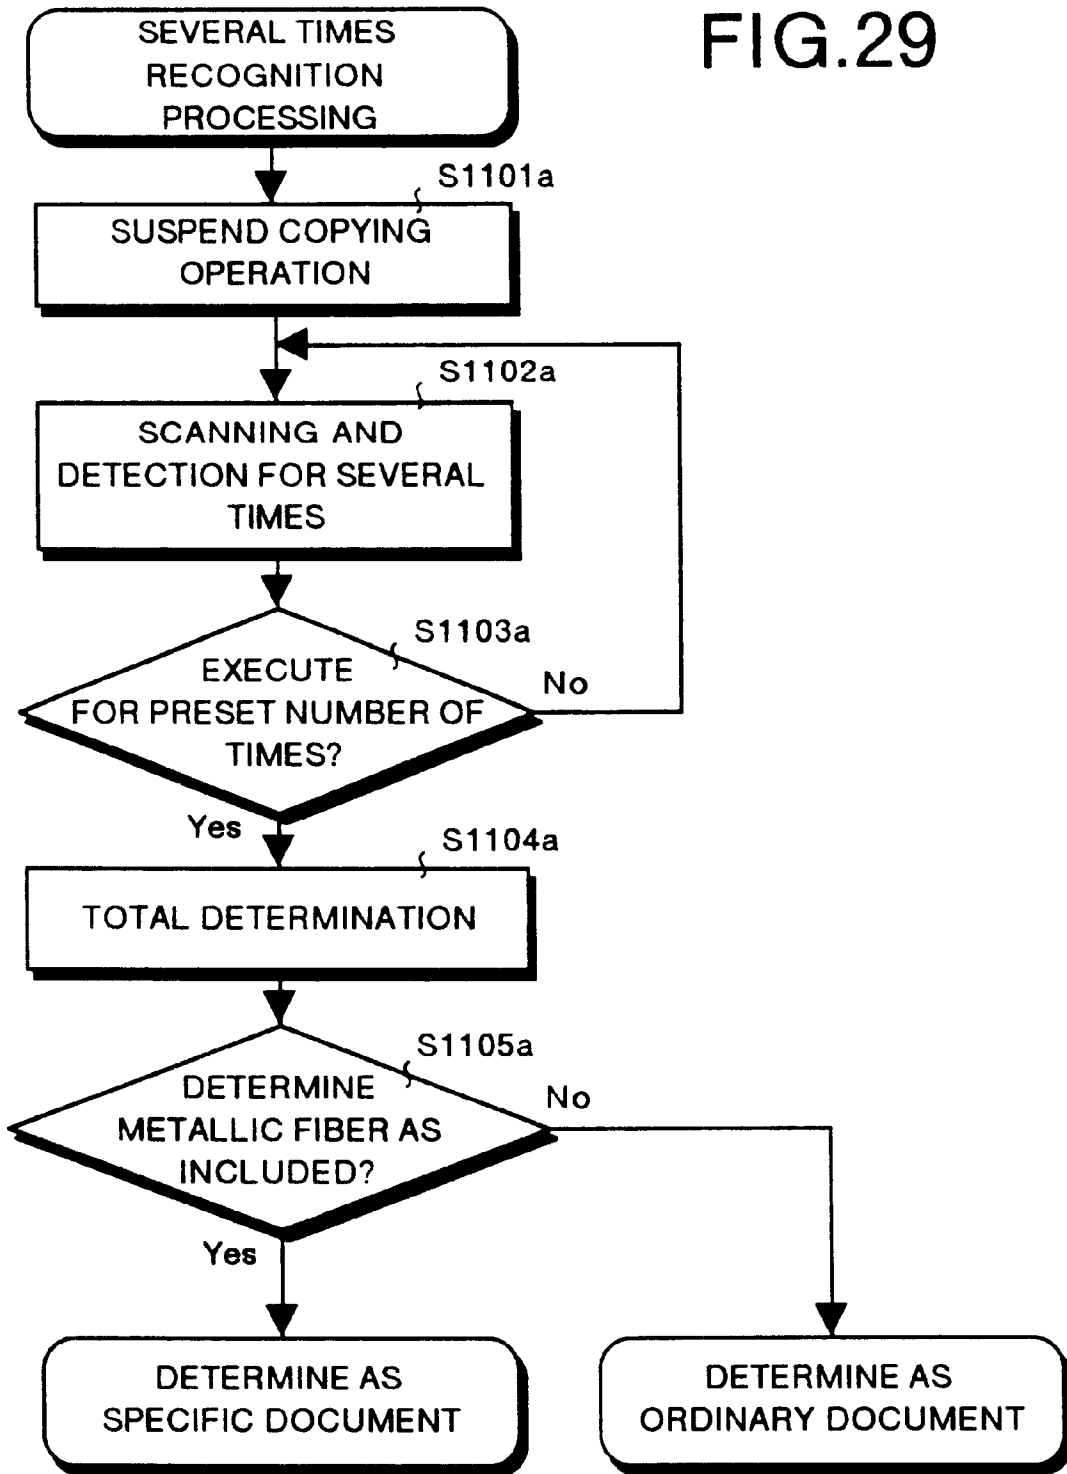 FIG.29
SEVERAL TIMES
RECOGNITION
PROCESSING
S1101a
SUSPEND COPYING
OPERATION
S1102a
SCANNING AND
DETECTION FOR SEVERAL
TIMES
S1103a
EXECUTE
FOR PRESET NUMBER OF
TIMES?
No
Yes
S1104a
TOTAL DETERMINATION
S1105a
DETERMINE
METALLIC FIBER AS
INCLUDED?
No
Yes
DETERMINE AS
SPECIFIC DOCUMENT
DETERMINE AS
ORDINARY DOCUMENT